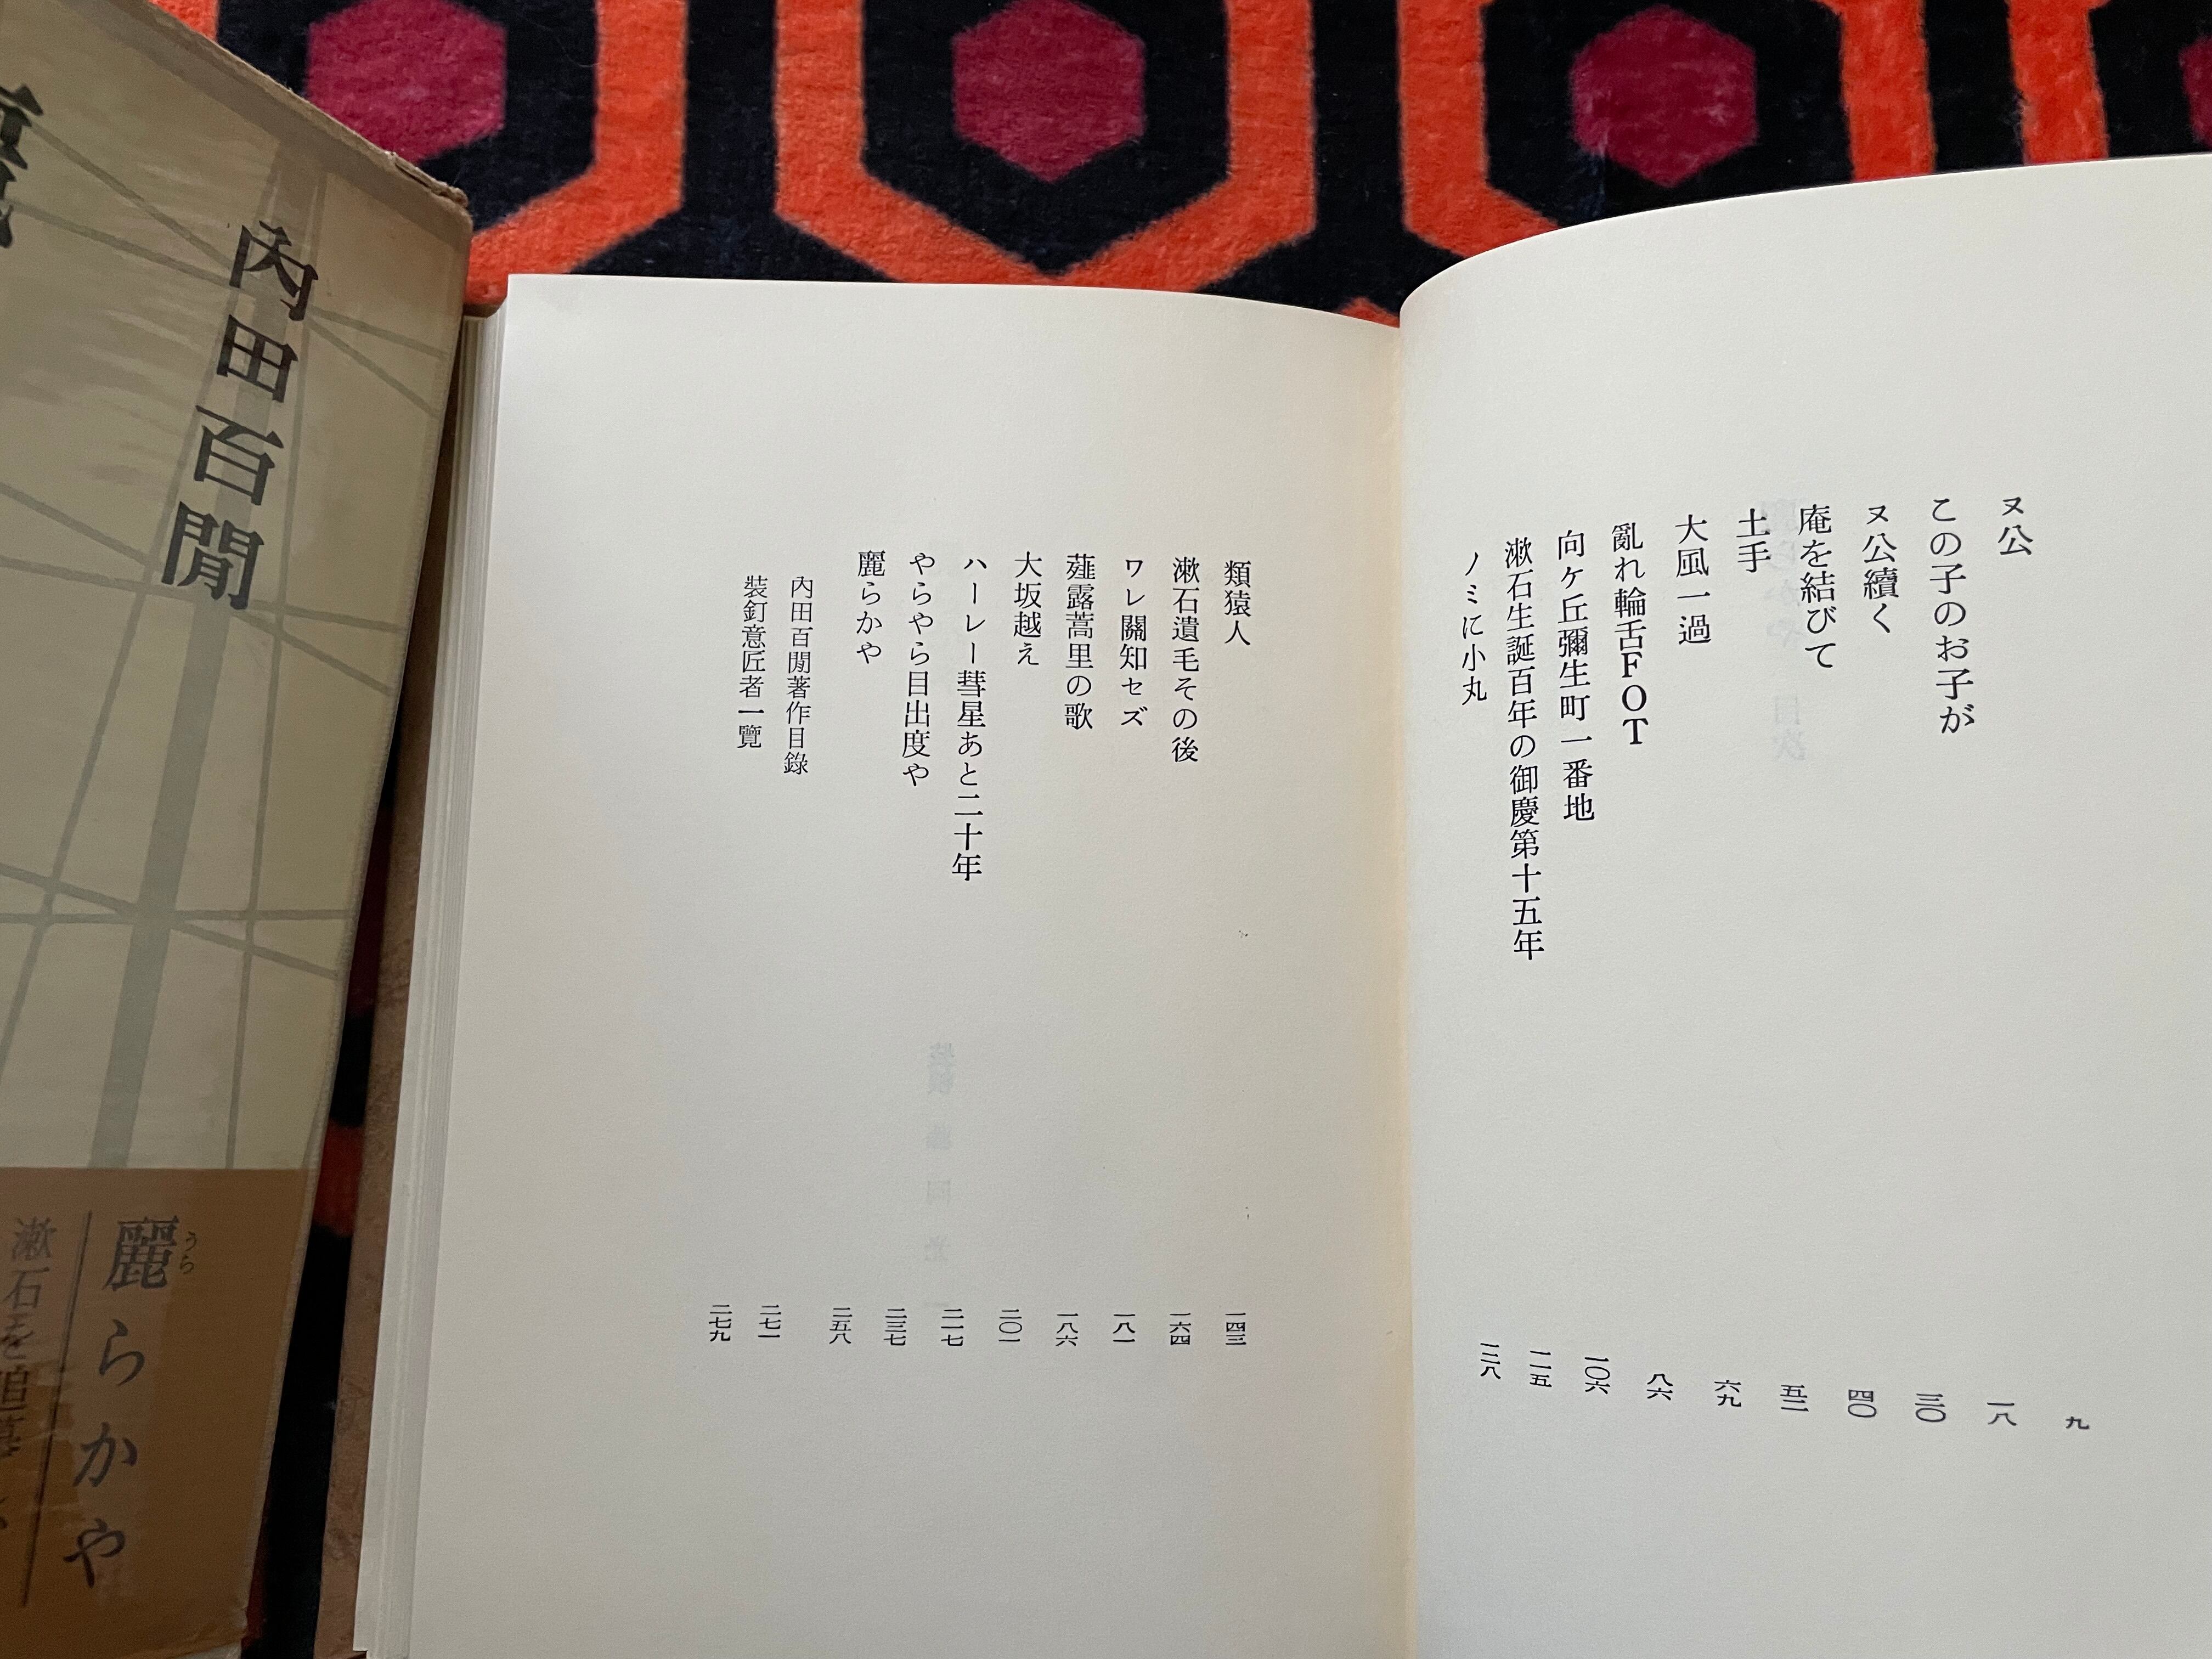 ヌ公
この子のお子が
ヌ公續く
庵を結びて
土手
大風一過
亂れ輪舌FOT
向ケ丘彌生町一番地
漱石生誕百年の御慶第十五年
ノミに小丸
九
一八
三〇
四〇
五三
六九
八六
一〇六
一一五
一三八
類猿人
漱石遺毛その後
ワレ關知セズ
薤露蒿里の歌
大坂越え
ハーレー彗星あと二十年
やらやら目出度や
麗らかや
內田百閒著作目錄
裝釘意匠者一覽
一四三
一六四
一八一
一八六
二〇一
二一七
二三七
二五八
二七一
二七九
內田百閒
麗らかや
うら
漱石を追慕